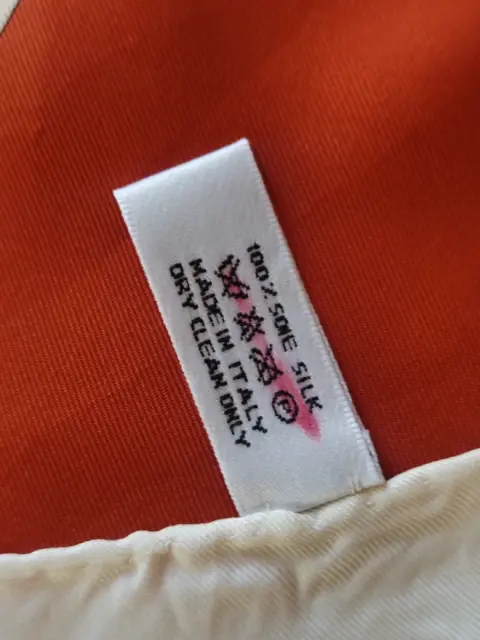 100% SOIE SILK
P
MADE IN ITALY
DRY CLEAN ONLY